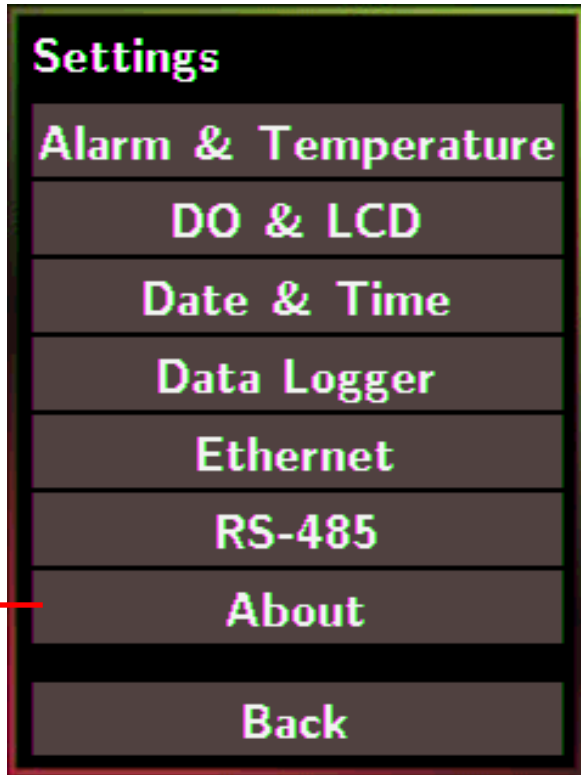 Settings
Alarm & Temperature
DO & LCD
Date & Time
Data Logger
Ethernet
RS-485
About
Back